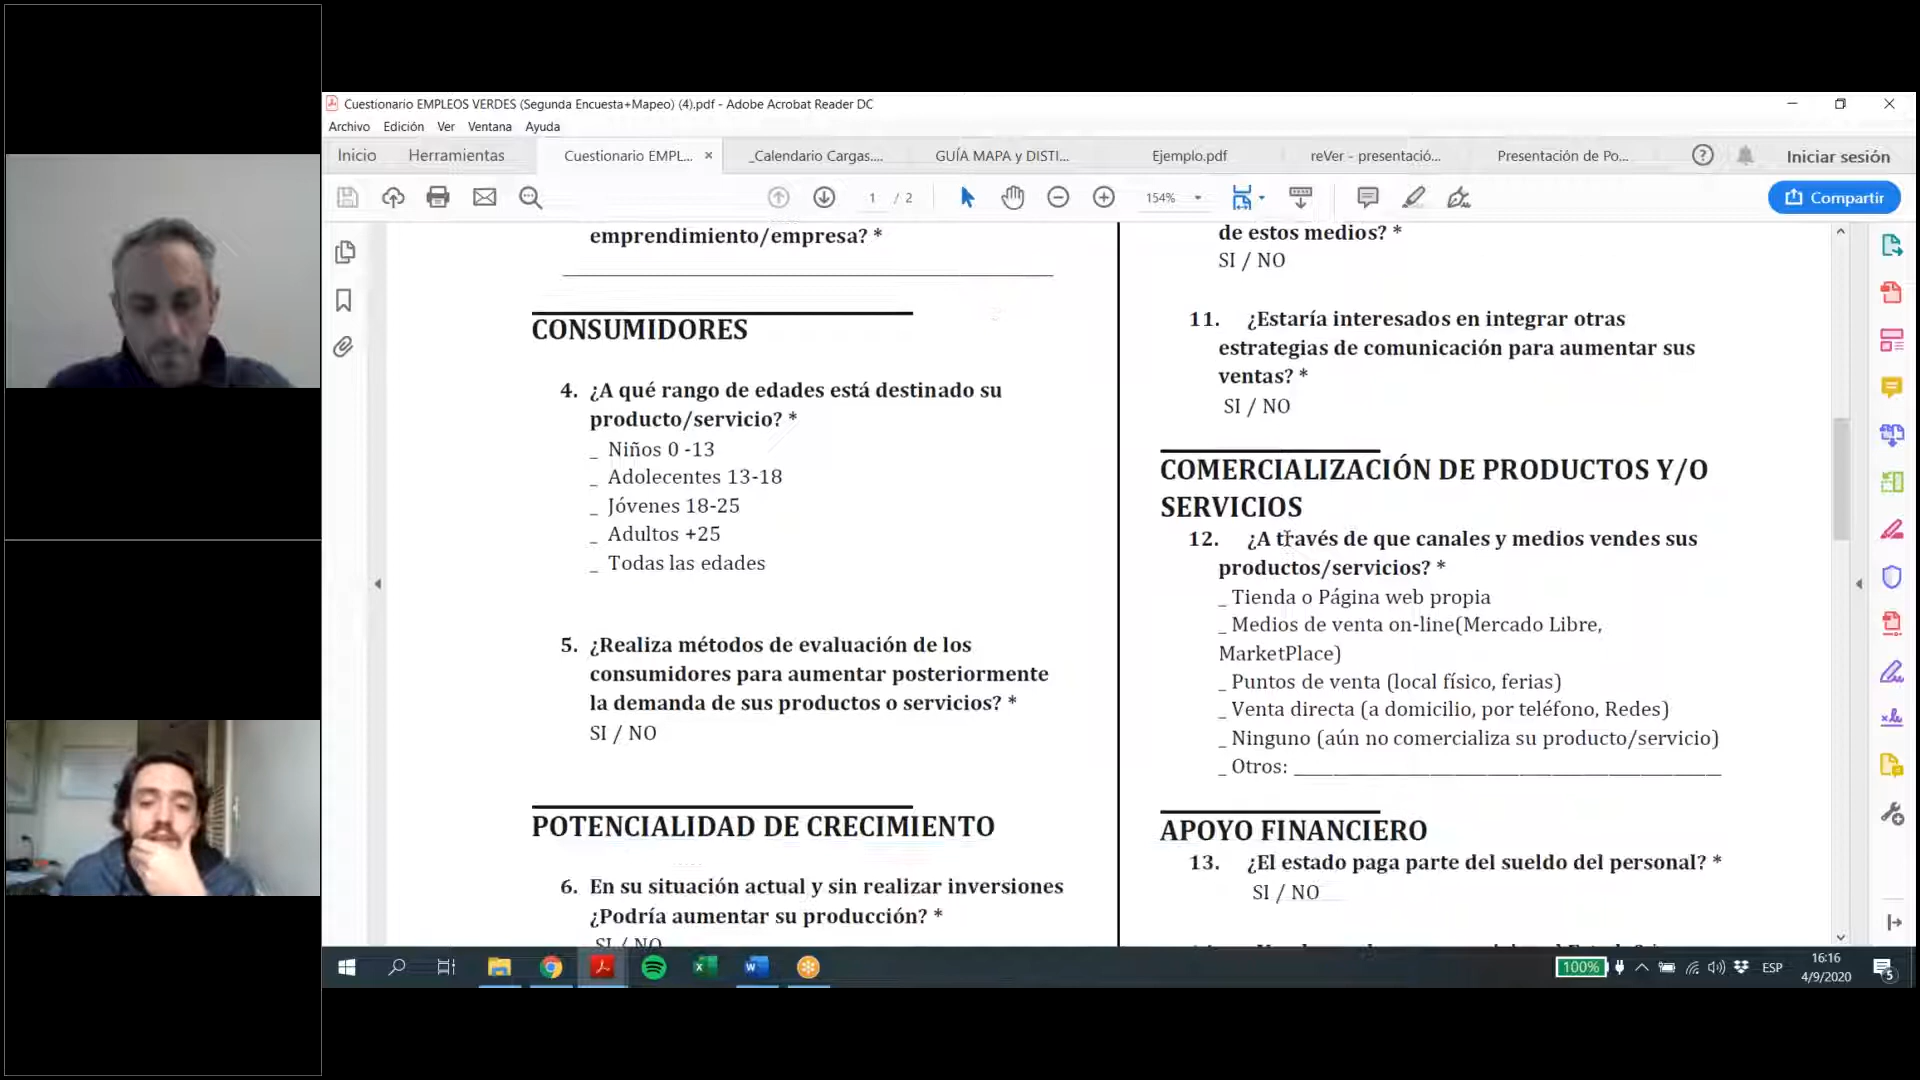 Cuestionario EMPLEOS VERDES (Segunda Encuesta+Mapeo) (4).pdf - Adobe Acrobat Reader DC
Archivo Edición Ver Ventana Ayuda
Inicio Herramientas Cuestionario EMPL... × _Calendario Cargas.... GUÍA MAPA y DISTI... Ejemplo.pdf reVer - presentació... Presentación de Po... Iniciar sesión
1 / 2 154% Compartir
emprendimiento/empresa? *
CONSUMIDORES
4. ¿A qué rango de edades está destinado su
producto/servicio? *
_ Niños 0 -13
_ Adolecentes 13-18
_ Jóvenes 18-25
_ Adultos +25
_ Todas las edades
5. ¿Realiza métodos de evaluación de los
consumidores para aumentar posteriormente
la demanda de sus productos o servicios? *
SI / NO
POTENCIALIDAD DE CRECIMIENTO
6. En su situación actual y sin realizar inversiones
¿Podría aumentar su producción? *
SI / NO
de estos medios? *
SI / NO
11. ¿Estaría interesados en integrar otras
estrategias de comunicación para aumentar sus
ventas? *
SI / NO
COMERCIALIZACIÓN DE PRODUCTOS Y/O
SERVICIOS
12. ¿A través de que canales y medios vendes sus
productos/servicios? *
_ Tienda o Página web propia
_ Medios de venta on-line(Mercado Libre,
MarketPlace)
_ Puntos de venta (local físico, ferias)
_ Venta directa (a domicilio, por teléfono, Redes)
_ Ninguno (aún no comercializa su producto/servicio)
_ Otros: ____
APOYO FINANCIERO
13. ¿El estado paga parte del sueldo del personal? *
SI / NO
100% ESP 16:16
4/9/2020 5